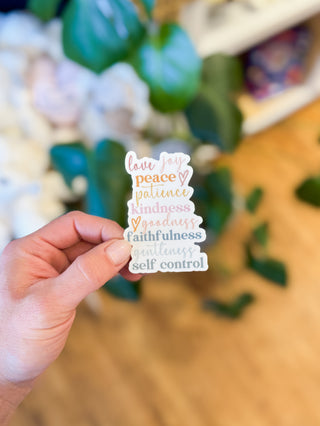 love joy
peace
patience
kindness
goodness
faithfulness
gentleness
self control